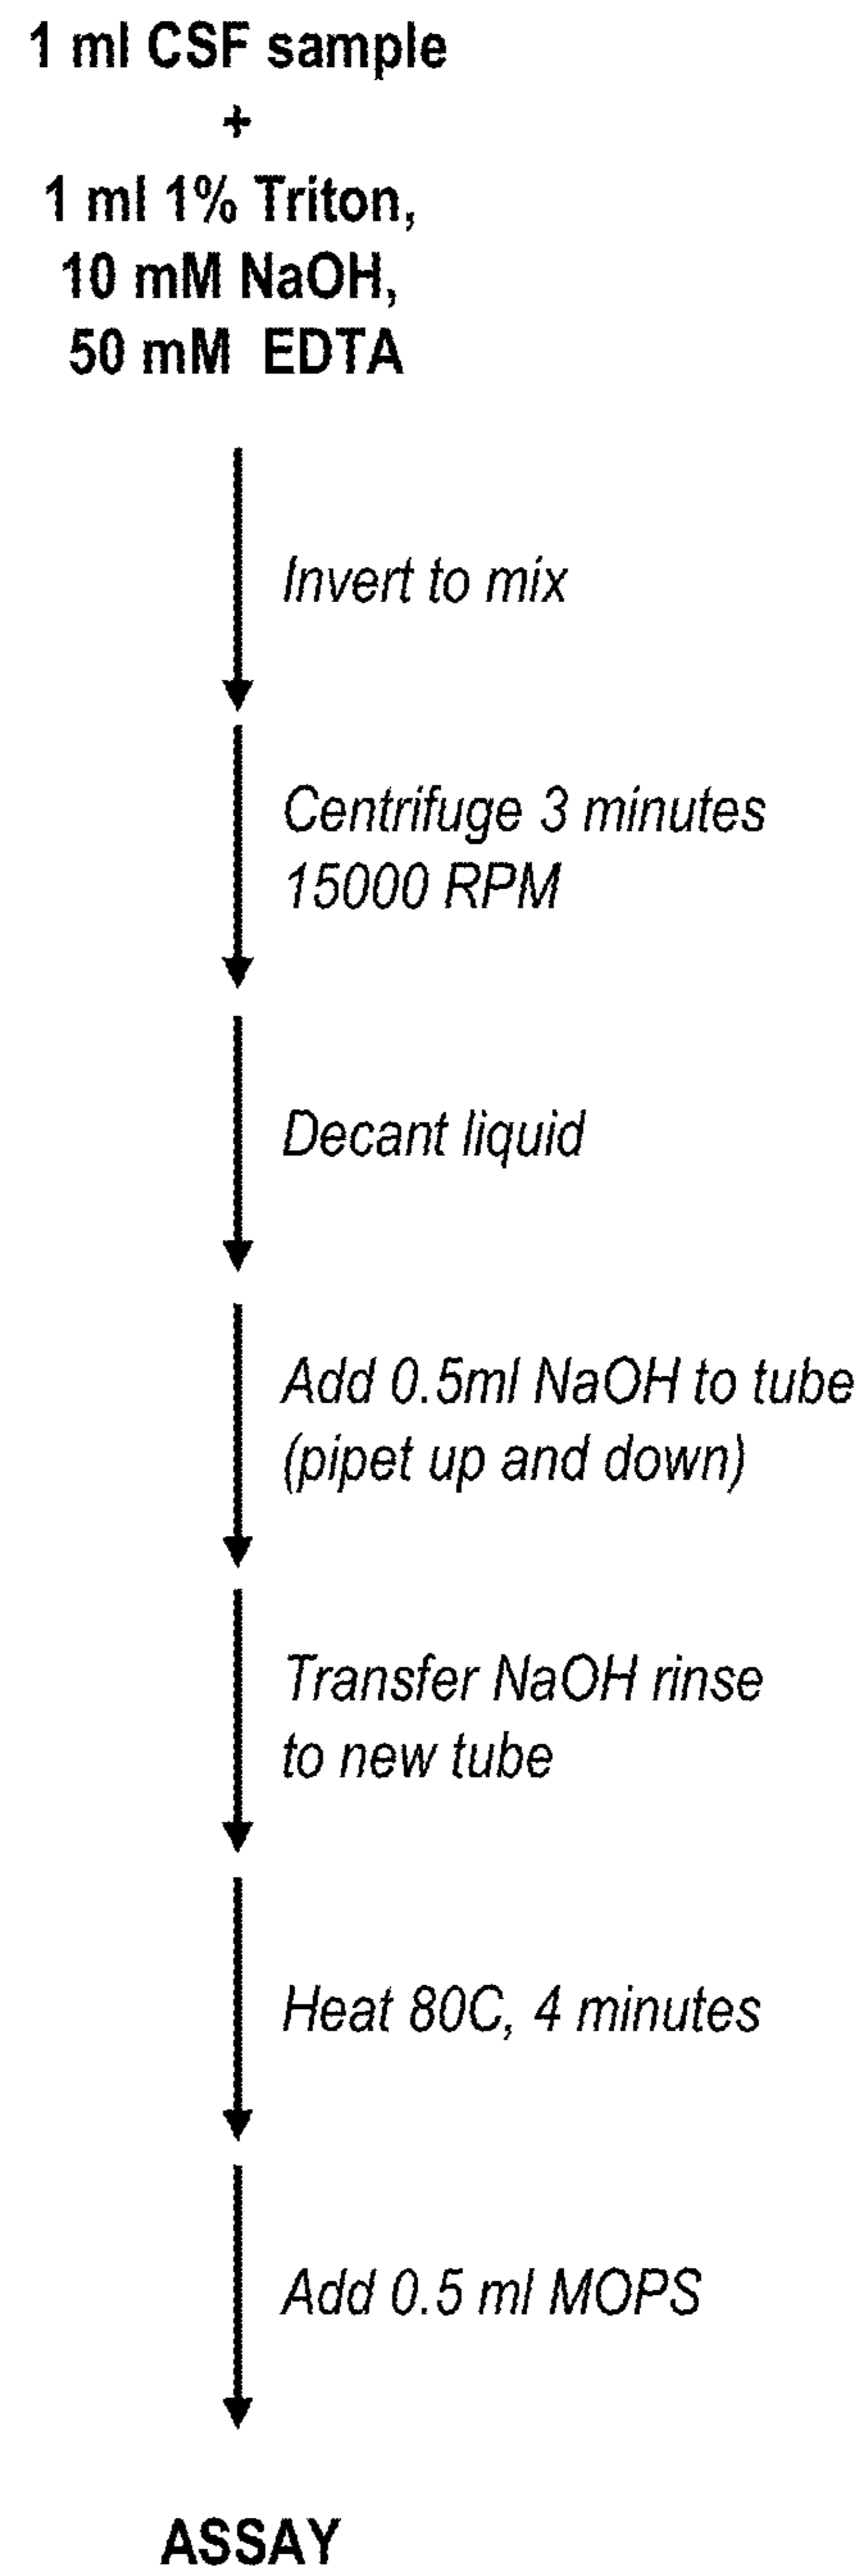 1 ml CSF sample
+
1 ml 1% Triton,
10 mM NaOH,
50 mM EDTA
Invert to mix
Centrifuge 3 minutes
15000 RPM
Decant liquid
Add 0.5ml NaOH to tube
(pipet up and down)
Transfer NaOH rinse
to new tube
Heat 80C, 4 minutes
Add 0.5 ml MOPS
ASSAY